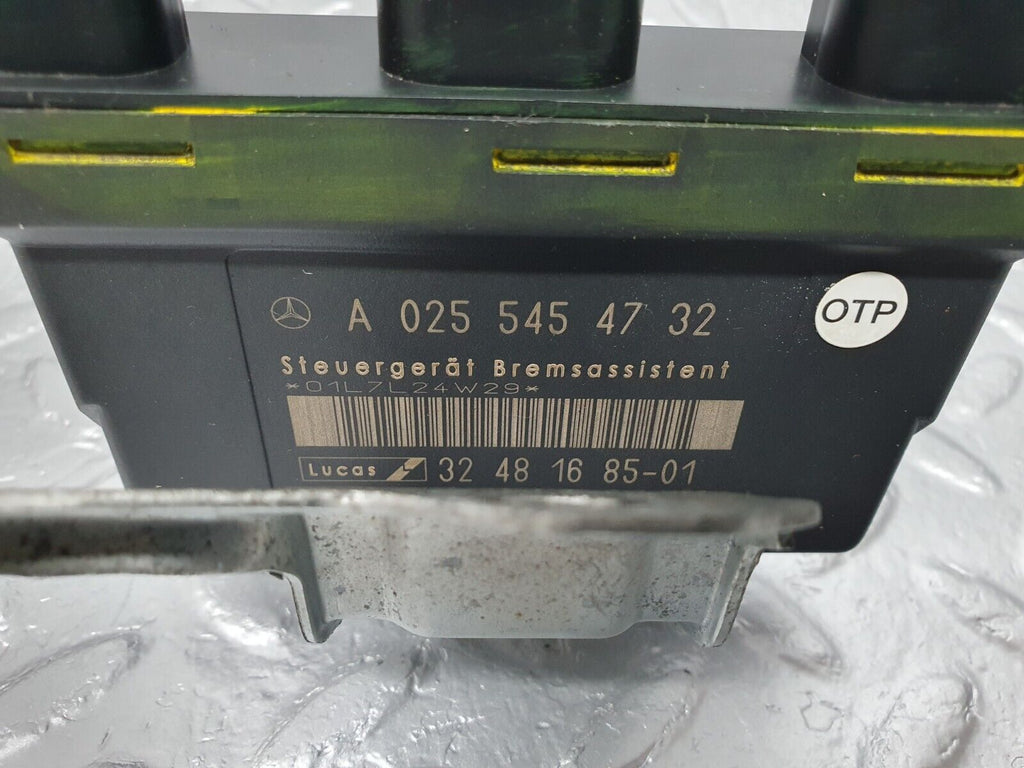 A 025 545 47 32
OTP
Steuergerät Bremsassistent
*01L7L24W29*
Lucas 32 48 16 85-01